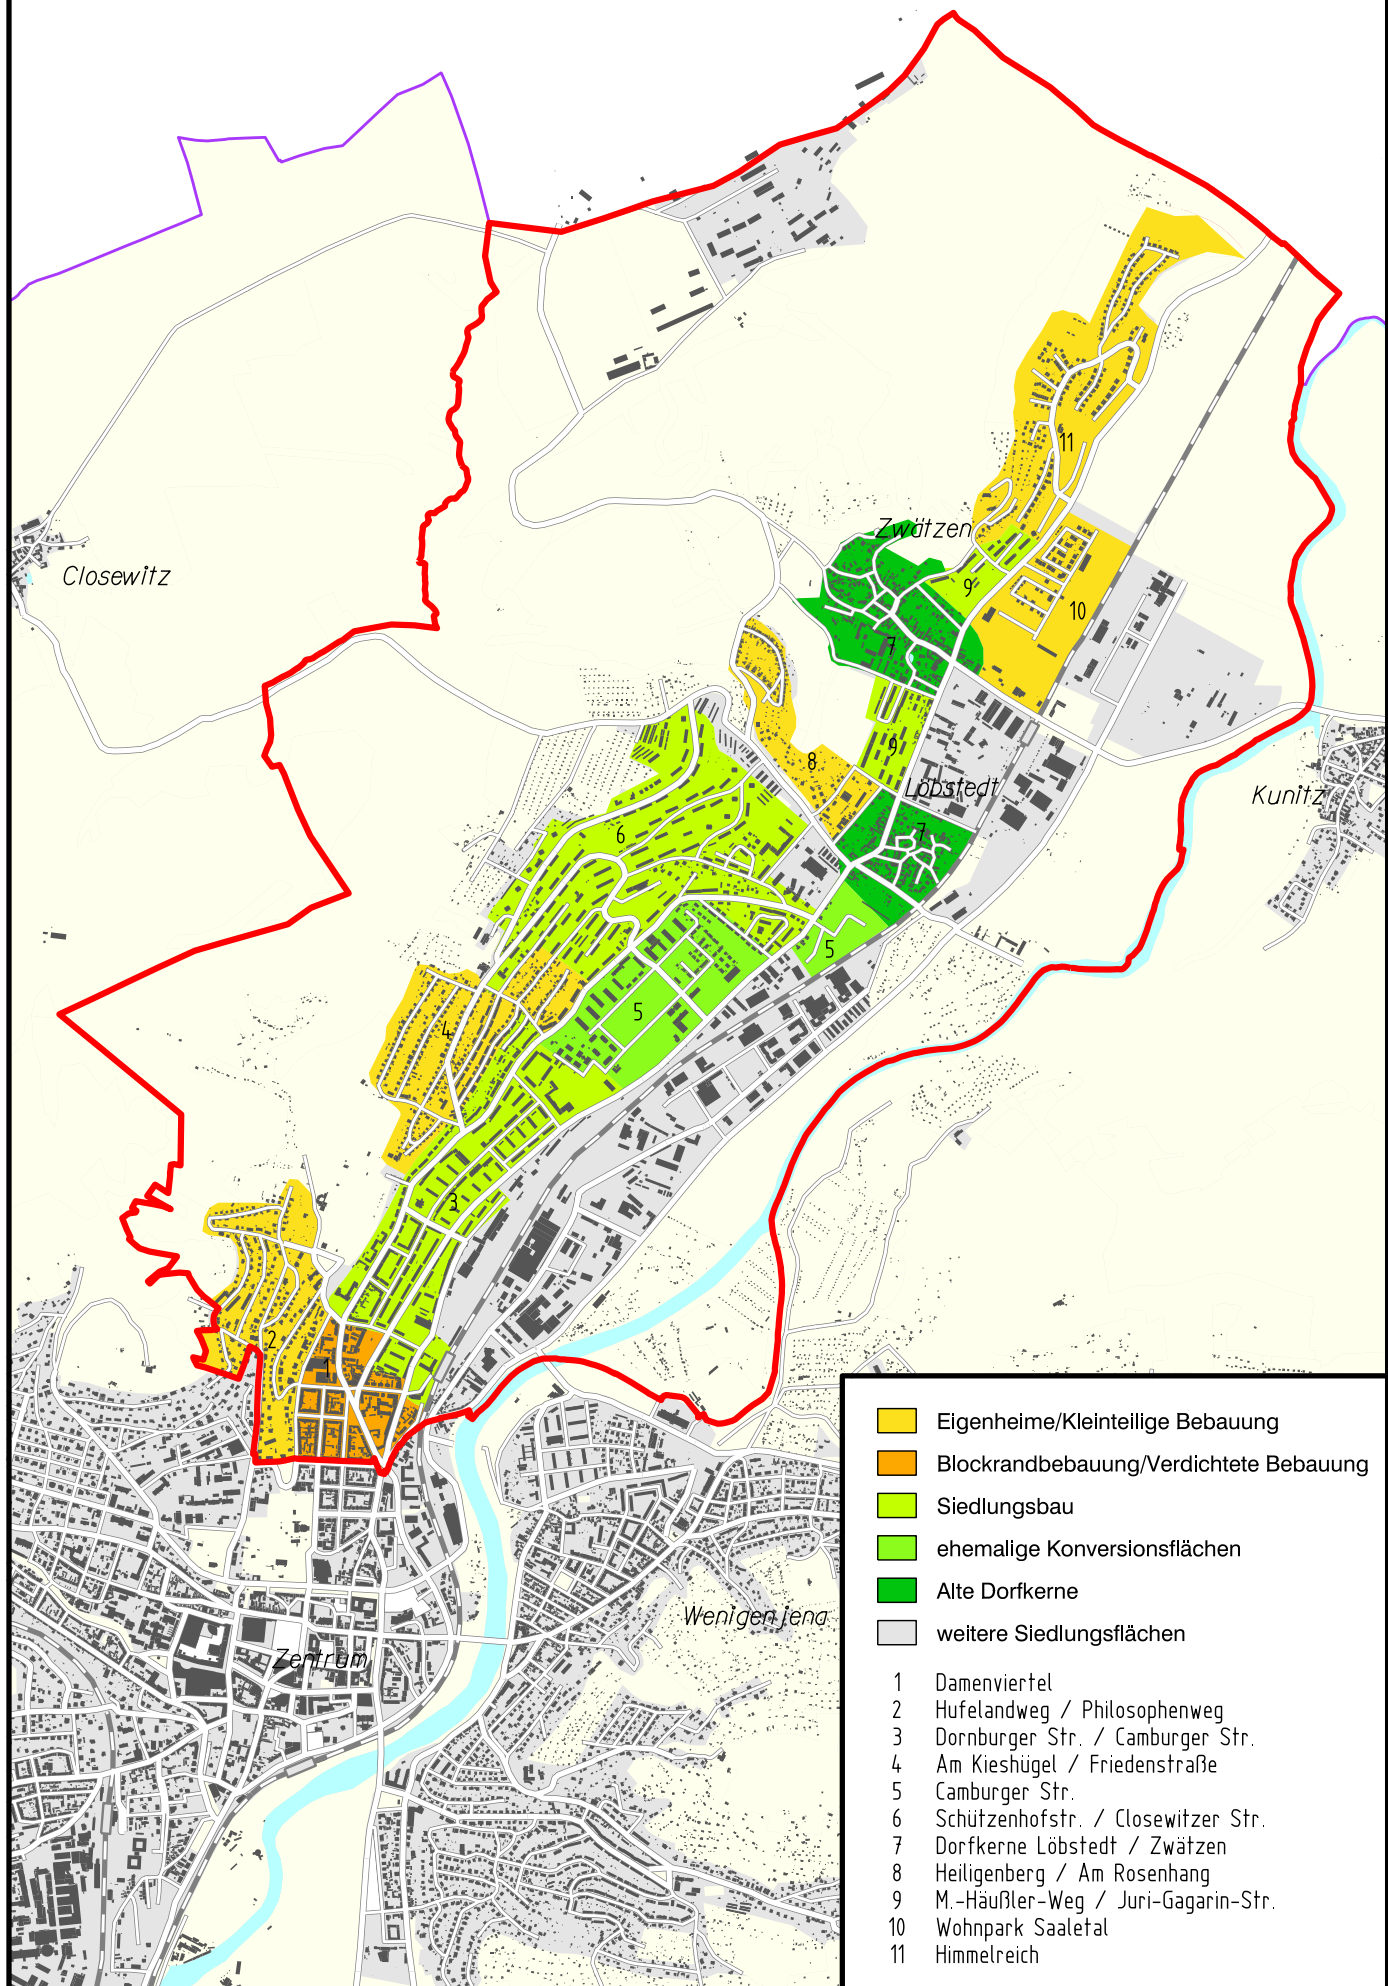 Zwätzen
Closewitz
11
9
10
7
8
9
Löbstedt
Kunitz
6
7
5
5
4
3
2
1
Wenigenjena
Zentrum
Eigenheime/Kleinteilige Bebauung
Blockrandbebauung/Verdichtete Bebauung
Siedlungsbau
ehemalige Konversionsflächen
Alte Dorfkerne
weitere Siedlungsflächen
1 Damenviertel
2 Hufelandweg / Philosophenweg
3 Dornburger Str. / Camburger Str.
4 Am Kieshügel / Friedenstraße
5 Camburger Str.
6 Schützenhofstr. / Closewitzer Str.
7 Dorfkerne Löbstedt / Zwätzen
8 Heiligenberg / Am Rosenhang
9 M.-Häußler-Weg / Juri-Gagarin-Str.
10 Wohnpark Saaletal
11 Himmelreich